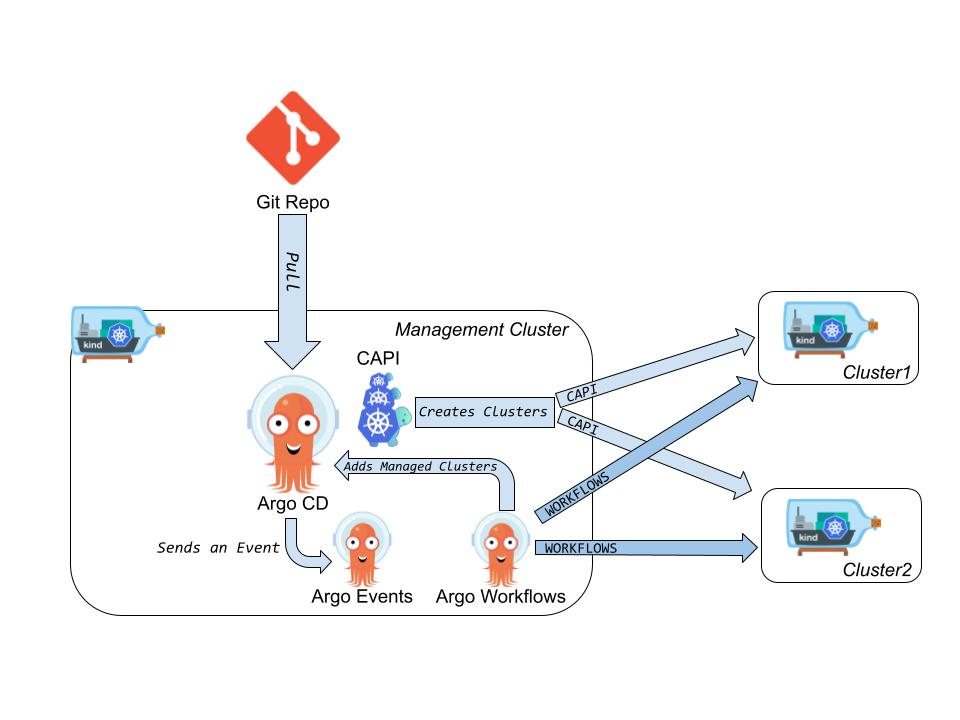 Git Repo
Pull
kind
Management Cluster
CAPI
Creates Clusters
CAPI
CAPI
kind
Cluster1
Adds Managed Clusters
Argo CD
WORKFLOWS
WORKFLOWS
Sends an Event
Argo Events
Argo Workflows
kind
Cluster2